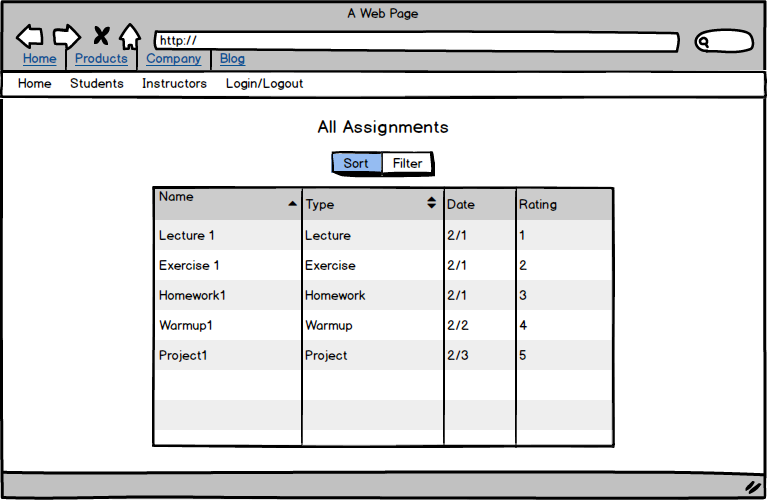 A Web Page
http://
Home Products Company Blog
Home Students Instructors Login/Logout
All Assignments
Sort Filter
Name Type Date Rating
Lecture 1 Lecture 2/1 1
Exercise 1 Exercise 2/1 2
Homework1 Homework 2/1 3
Warmup1 Warmup 2/2 4
Project1 Project 2/3 5